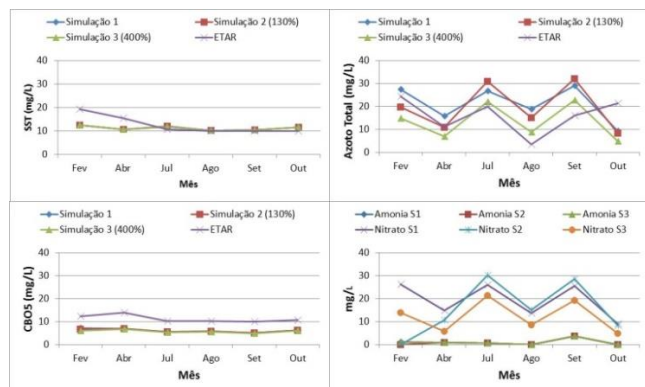 Simulação 1 Simulação 2 (130%)
Simulação 3 (400%) ETAR
SST (mg/L)
40
30
20
10
0
Fev Abr Jul Ago Set Out
Mês
Simulação 1 Simulação 2 (130%)
Simulação 3 (400%) ETAR
Azoto Total (mg/L)
40
30
20
10
0
Fev Abr Jul Ago Set Out
Mês
Simulação 1 Simulação 2 (130%)
Simulação 3 (400%) ETAR
CBO5 (mg/L)
40
30
20
10
0
Fev Abr Jul Ago Set Out
Mês
Amonia S1 Amonia S2 Amonia S3
Nitrato S1 Nitrato S2 Nitrato S3
mg/L
40
30
20
10
0
Fev Abr Jul Ago Set Out
Mês